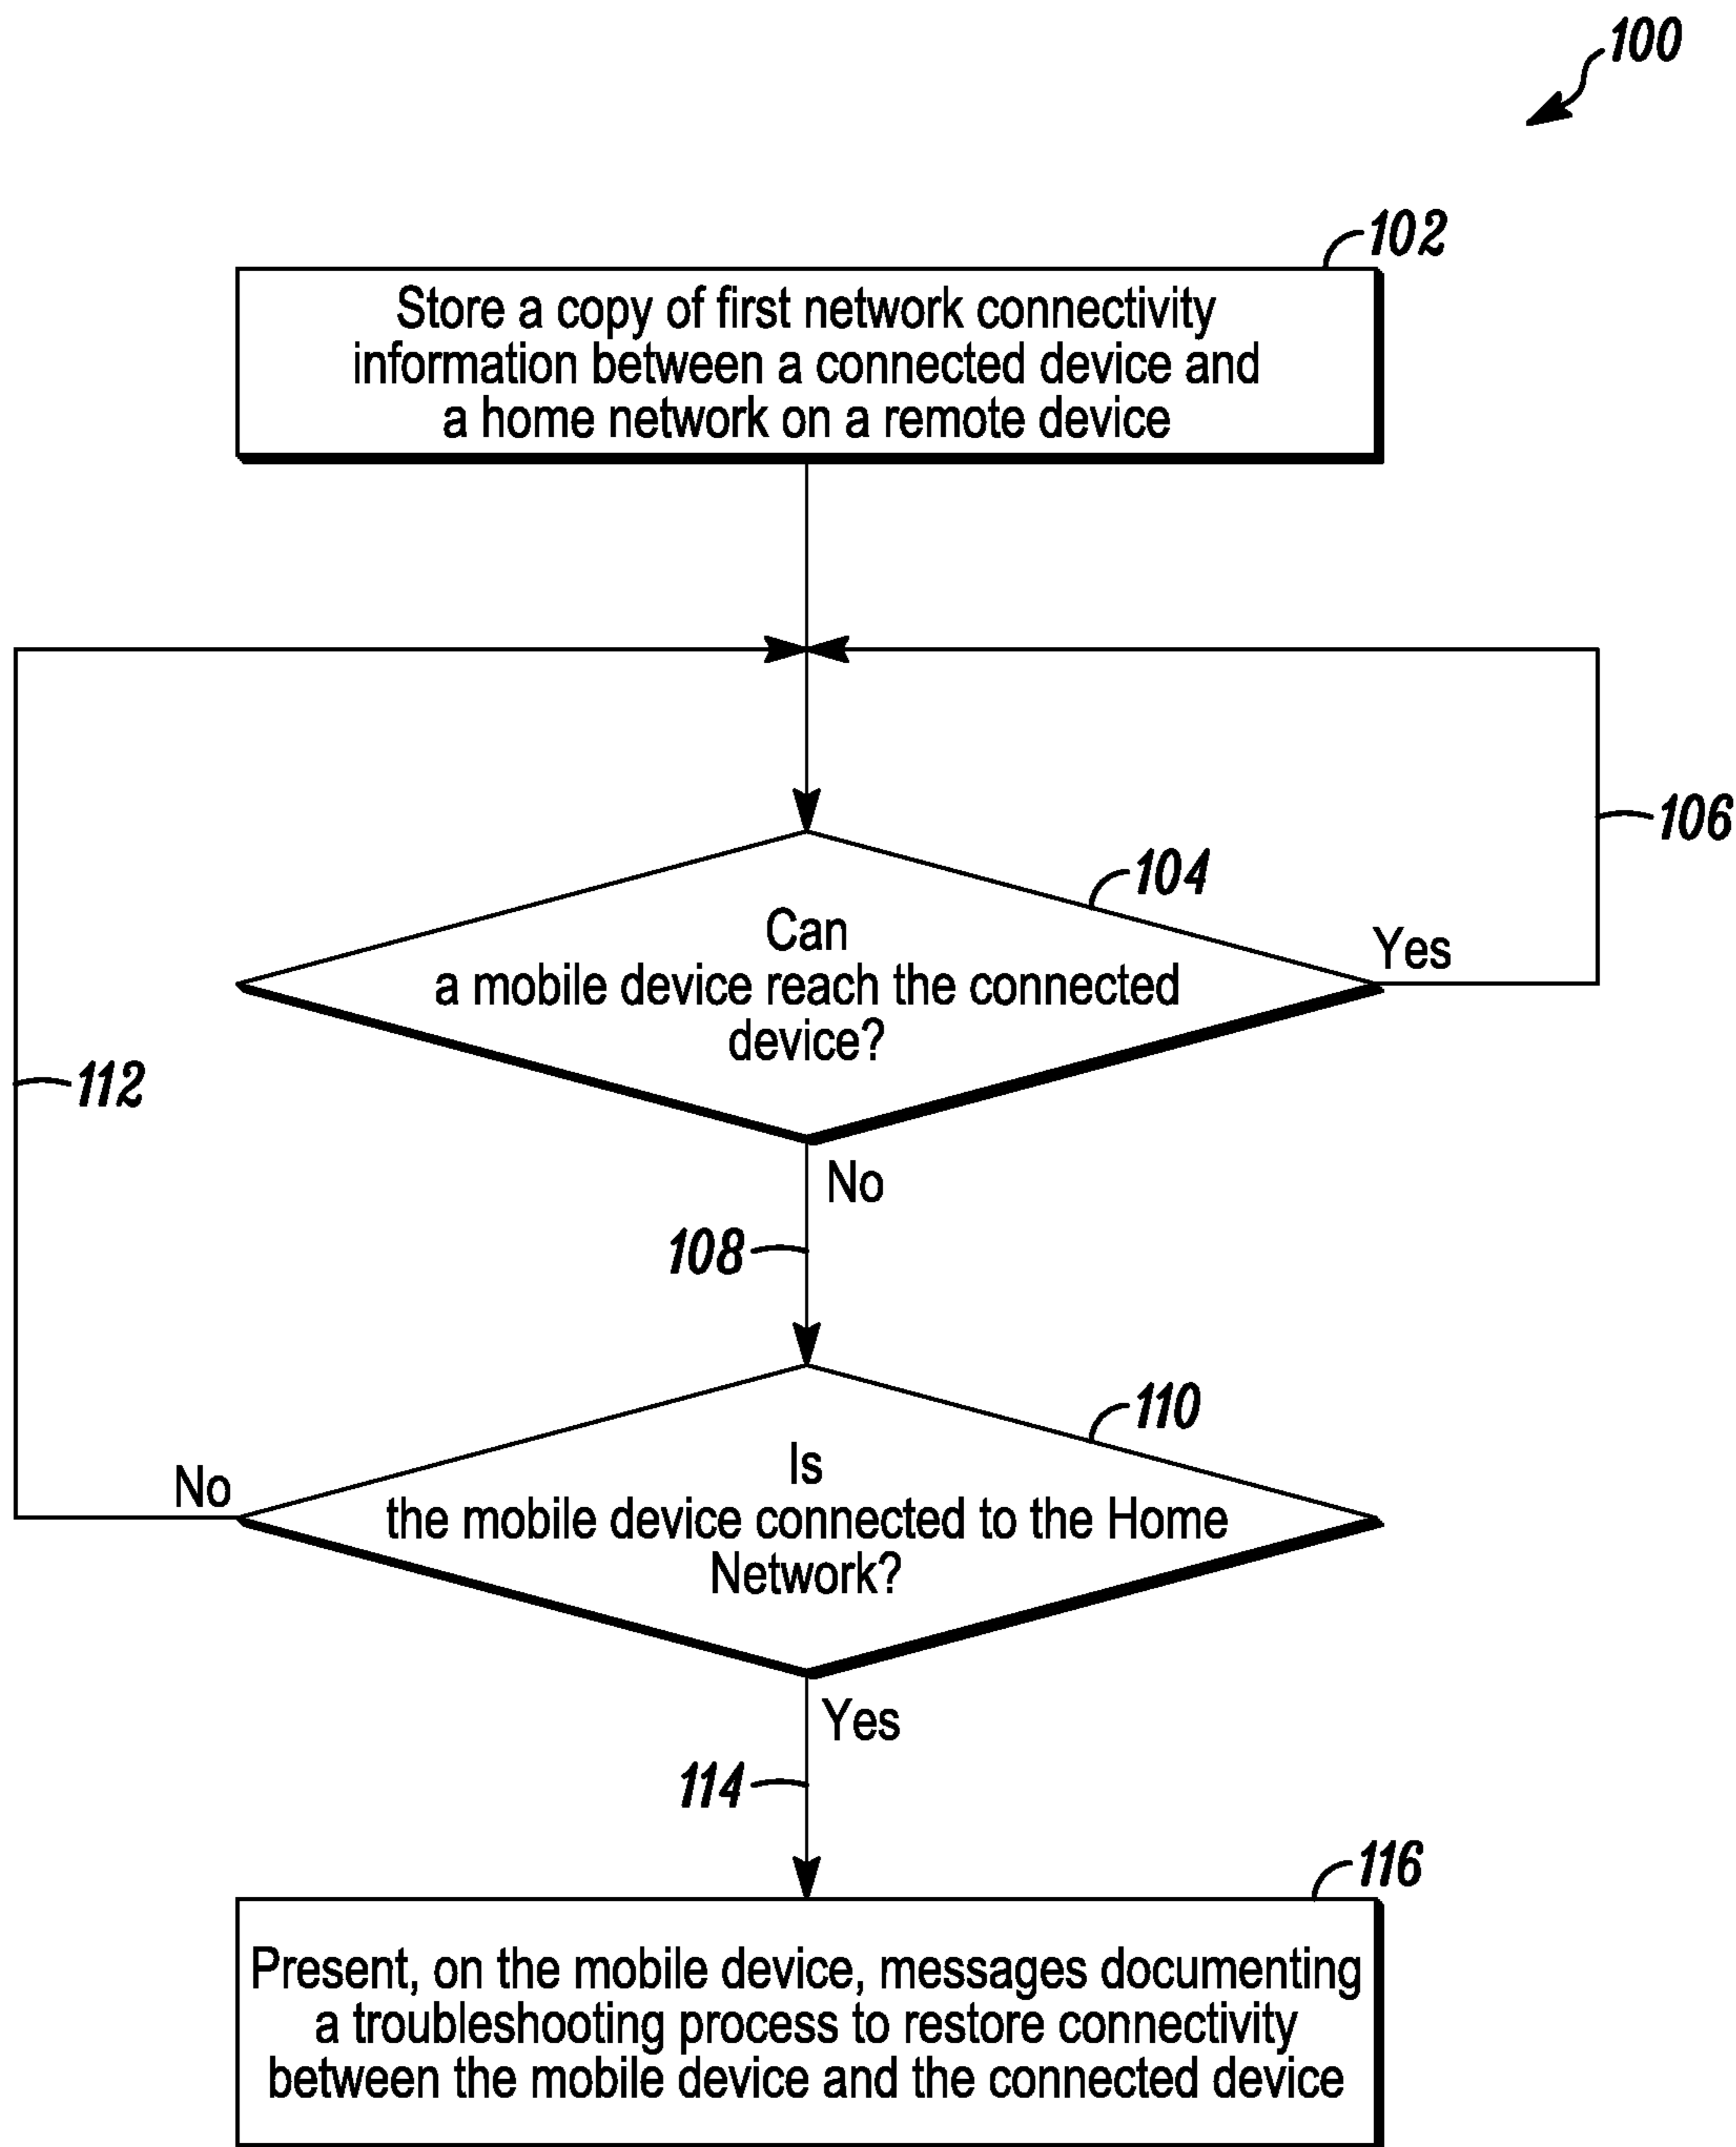 100
102
Store a copy of first network connectivity
information between a connected device and
a home network on a remote device
106
104
Can
a mobile device reach the connected
device?
Yes
112
No
108
110
Is
the mobile device connected to the Home
Network?
No
Yes
114
116
Present, on the mobile device, messages documenting
a troubleshooting process to restore connectivity
between the mobile device and the connected device